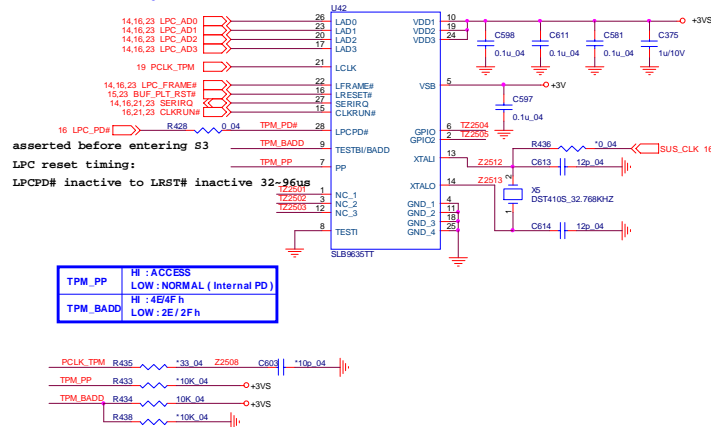 U42
14,16,23 LPC_AD0 26 LAD0 VDD1 10 +3VS
14,16,23 LPC_AD1 23 LAD1 VDD2 19
14,16,23 LPC_AD2 20 LAD2 VDD3 24 C598 C611 C581 C375
14,16,23 LPC_AD3 17 LAD3 0.1u_04 0.1u_04 0.1u_04 1u/10V
19 PCLK_TPM 21 LCLK
14,16,23 LPC_FRAME# 22 LFRAME# VSB 5 +3V
15,23 BUF_PLT_RST# 16 LRESET#
14,16,21,23 SERIRQ 27 SERIRQ C597
16,21,23 CLKRUN# 15 CLKRUN# 0.1u_04
16 LPC_PD# R428 0_04 TPM_PD# 28 LPCPD# GPIO 6 TZ2504
GPIO2 2 TZ2505
asserted before entering S3 TPM_BADD 9 TESTBI/BADD R436 *0_04 SUS_CLK 16
LPC reset timing: TPM_PP 7 PP XTALI 13 Z2512 C613 12p_04
LPCPD# inactive to LRST# inactive 32~96us
XTALO 14 Z2513 2 X5
1 DST410S_32.768KHZ
TZ2501 1 NC_1 GND_1 4
TZ2502 3 NC_2 GND_2 11
TZ2503 12 NC_3 GND_3 18
8 TESTI GND_4 25 C614 12p_04
SLB9635TT
TPM_PP HI : ACCESS
LOW : NORMAL ( Internal PD )
TPM_BADD HI : 4E/4F h
LOW : 2E / 2F h
PCLK_TPM R435 *33_04 Z2508 C603 *10p_04
TPM_PP R433 *10K_04 +3VS
TPM_BADD R434 10K_04 +3VS
R438 *10K_04